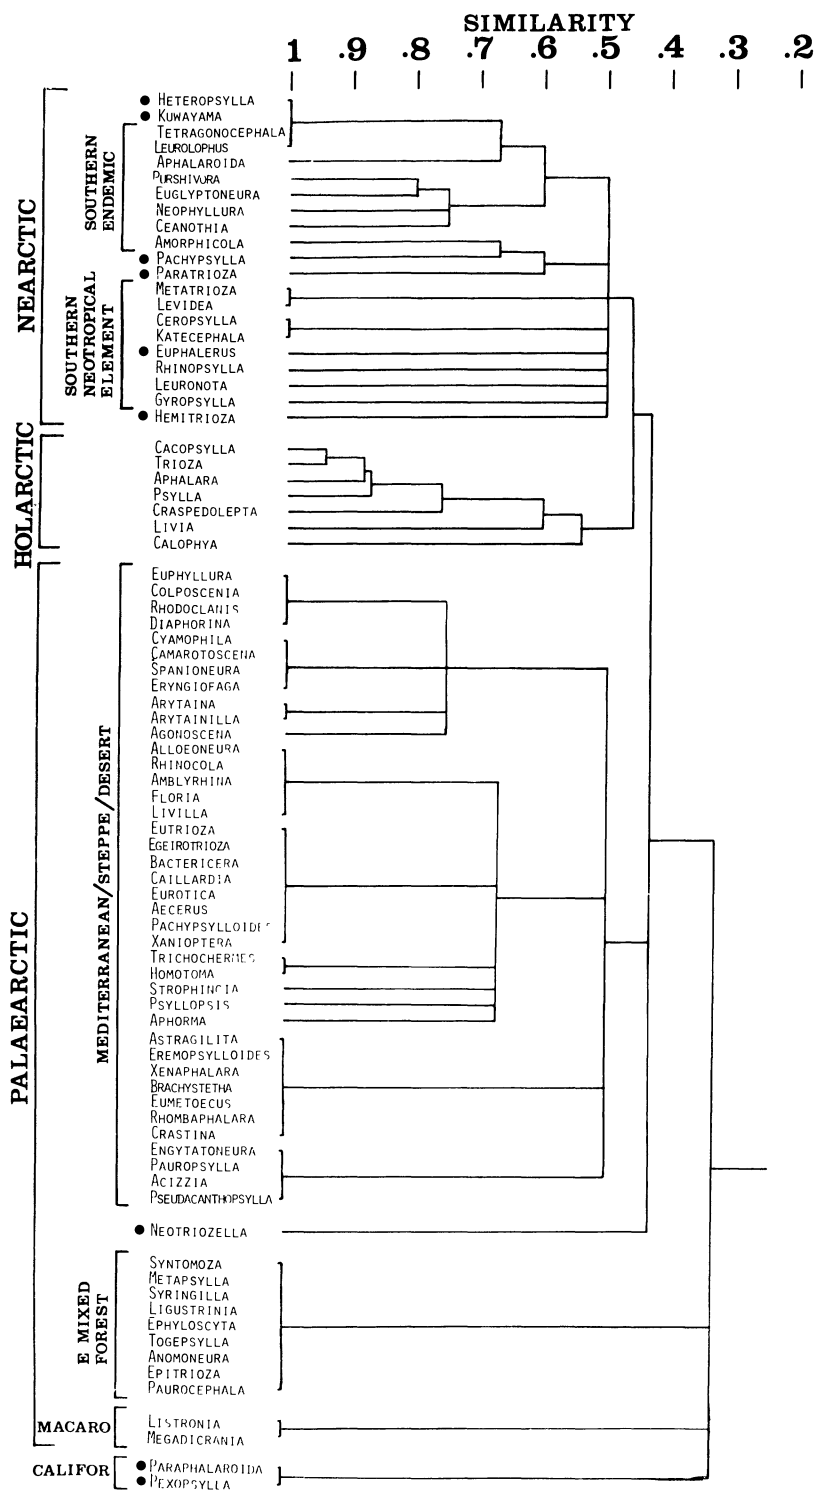 SIMILARITY
1 .9 .8 .7 .6 .5 .4 .3 .2
NEARCTIC
● HETEROPSYLLA
● KUWAYAMA
SOUTHERN
ENDEMIC
TETRAGONOCEPHALA
LEUROLOPHUS
APHALAROIDA
PURSHIVORA
EUGLYPTONEURA
NEOPHYLLURA
CEANOTHIA
AMORPHICOLA
● PACHYPSYLLA
● PARATRIOZA
SOUTHERN
NEOTROPICAL
ELEMENT
METATRIOZA
LEVIDEA
CEROPSYLLA
KATECEPHALA
● EUPHALERUS
RHINOPSYLLA
LEURONOTA
GYROPSYLLA
● HEMITRIOZA
HOLARCTIC
CACOPSYLLA
TRIOZA
APHALARA
PSYLLA
CRASPEDOLEPTA
LIVIA
CALOPHYA
PALAEARCTIC
MEDITERRANEAN/STEPPE/DESERT
EUPHYLLURA
COLPOSCENIA
RHODOCLANIS
DIAPHORINA
CYAMOPHILA
CAMAROTOSCENA
SPANIONEURA
ERYNGIOFAGA
ARYTAINA
ARYTAINILLA
AGONOSCENA
ALLOEONEURA
RHINOCOLA
AMBLYRHINA
FLORIA
LIVILLA
EUTRIOZA
EGEIROTRIOZA
BACTERICERA
CAILLARDIA
EUROTICA
AECERUS
PACHYPSYLLOIDES
XANIOPTERA
TRICHOCHERMES
HOMOTOMA
STROPHINGIA
PSYLLOPSIS
APHORMA
ASTRAGILITA
EREMOPSYLLOIDES
XENAPHALARA
BRACHYSTETHA
EUMETOECUS
RHOMBAPHALARA
CRASTINA
ENGYTATONEURA
PAUROPSYLLA
ACIZZIA
PSEUDACANTHOPSYLLA
● NEOTRIOZELLA
E MIXED
FOREST
SYNTOMOZA
METAPSYLLA
SYRINGILLA
LIGUSTRINIA
EPHYLOSCYTA
TOGEPSYLLA
ANOMONEURA
EPITRIOZA
PAUROCEPHALA
MACARO
LISTRONIA
MEGADICRANIA
CALIFOR
● PARAPHALAROIDA
● PEXOPSYLLA